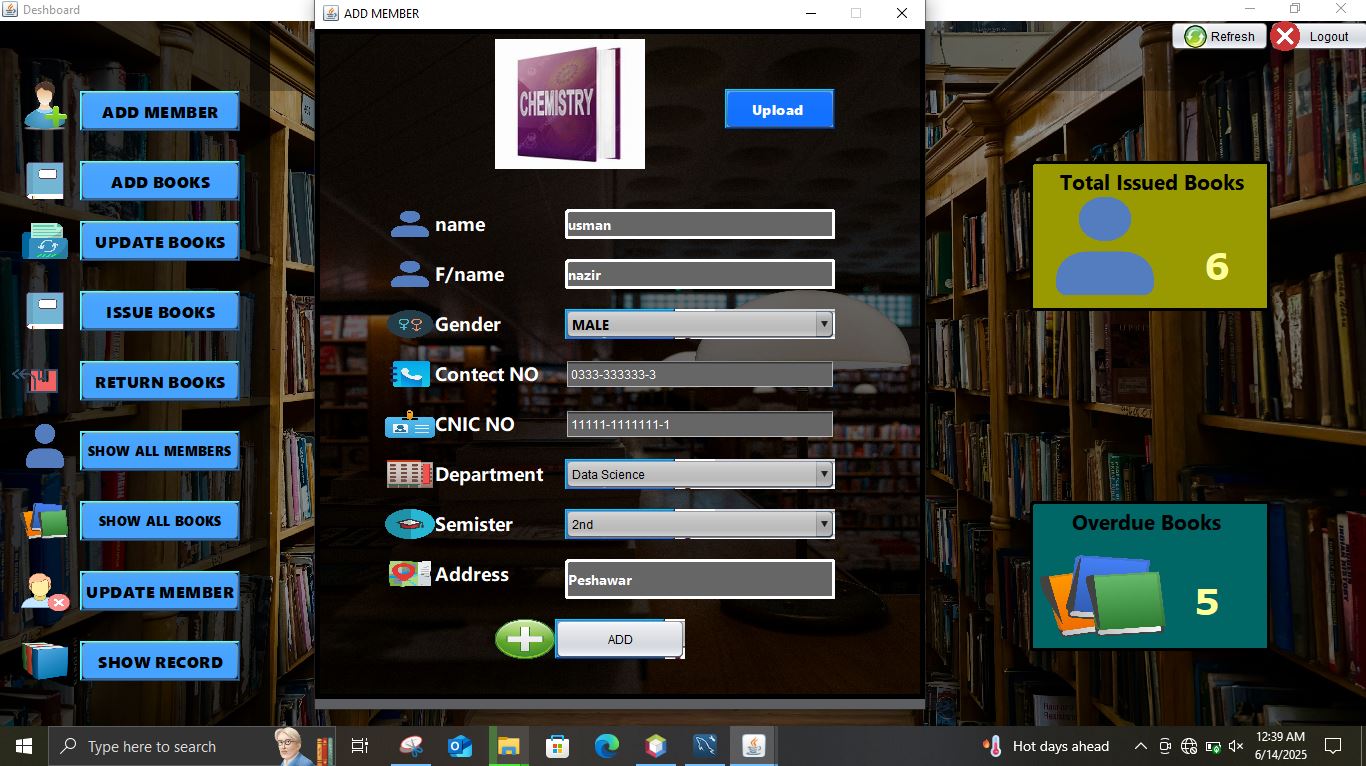 Deshboard
ADD MEMBER
Refresh
Logout
CHEMISTRY
Upload
ADD MEMBER
ADD BOOKS
UPDATE BOOKS
ISSUE BOOKS
RETURN BOOKS
SHOW ALL MEMBERS
SHOW ALL BOOKS
UPDATE MEMBER
SHOW RECORD
name
usman
F/name
nazir
Gender
MALE
Contect NO
0333-333333-3
CNIC NO
11111-1111111-1
Department
Data Science
Semister
2nd
Address
Peshawar
ADD
Total Issued Books
6
Overdue Books
5
Type here to search
Hot days ahead
12:39 AM
6/14/2025